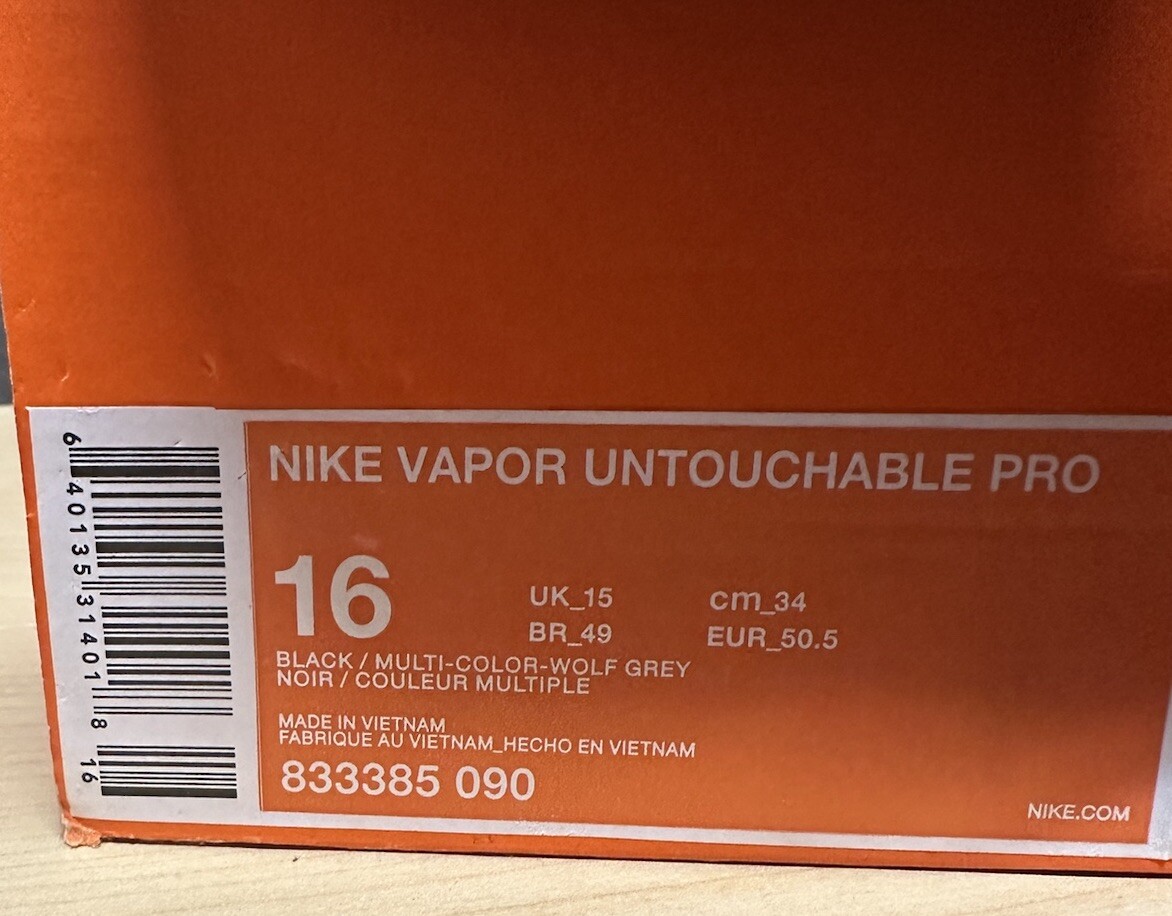 NIKE VAPOR UNTOUCHABLE PRO
16
UK_15
cm_34
BR_49
EUR_50.5
BLACK / MULTI-COLOR-WOLF GREY
NOIR / COULEUR MULTIPLE
MADE IN VIETNAM
FABRIQUE AU VIETNAM_HECHO EN VIETNAM
833385 090
NIKE.COM
6 40135 31401 8 16